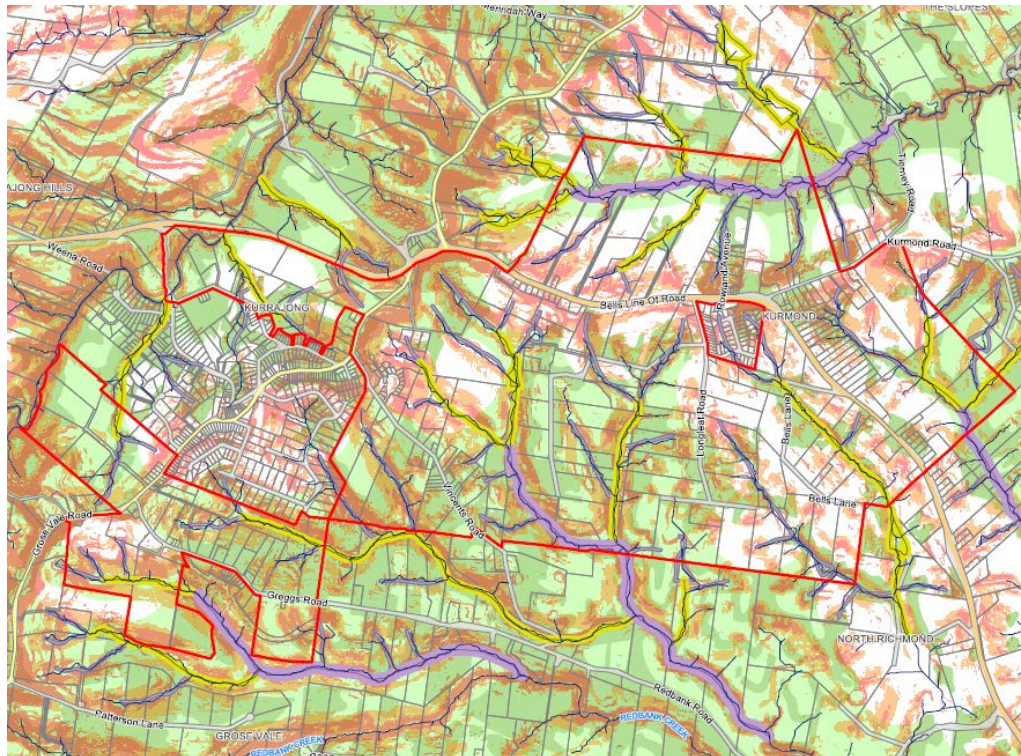 THE SLOPES
AJONG HILLS
Weena Road
Tierney Road
Kurmond Road
Rowland Avenue
Bells Line Of Road
KURRAJONG
KURMOND
Longleat Road
Bells Lane
Bells Lane
Vincents Road
Grose Vale Road
Greggs Road
NORTH RICHMOND
Redbank Road
Patterson Lane
REDBANK CREEK
GROSE VALE
REDBANK CREEK